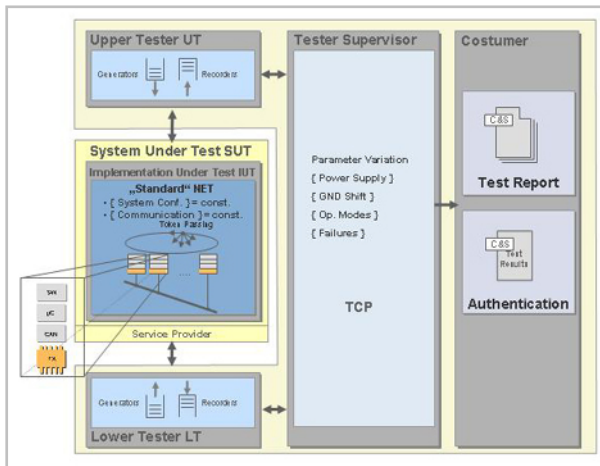 Upper Tester UT
Generators
Recorders
System Under Test SUT
Implementation Under Test IUT
„Standard“ NET
• { System Conf. } = const.
• { Communication } = const.
Token Passing
....
SW
µC
CAN
TX
Service Provider
Generators
Recorders
Lower Tester LT
Tester Supervisor
Parameter Variation
{ Power Supply }
{ GND Shift }
{ Op. Modes }
{ Failures }
TCP
Costumer
C&S
Test Report
C&S
Test
Results
Authentication